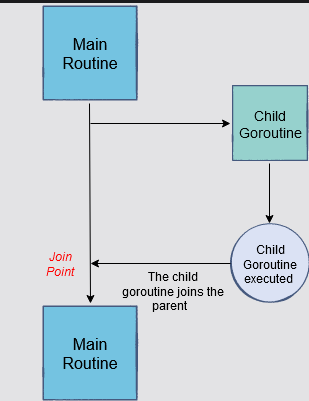 Main
Routine
Child
Goroutine
Child
Goroutine
executed
Join
Point
The child
goroutine joins the
parent
Main
Routine